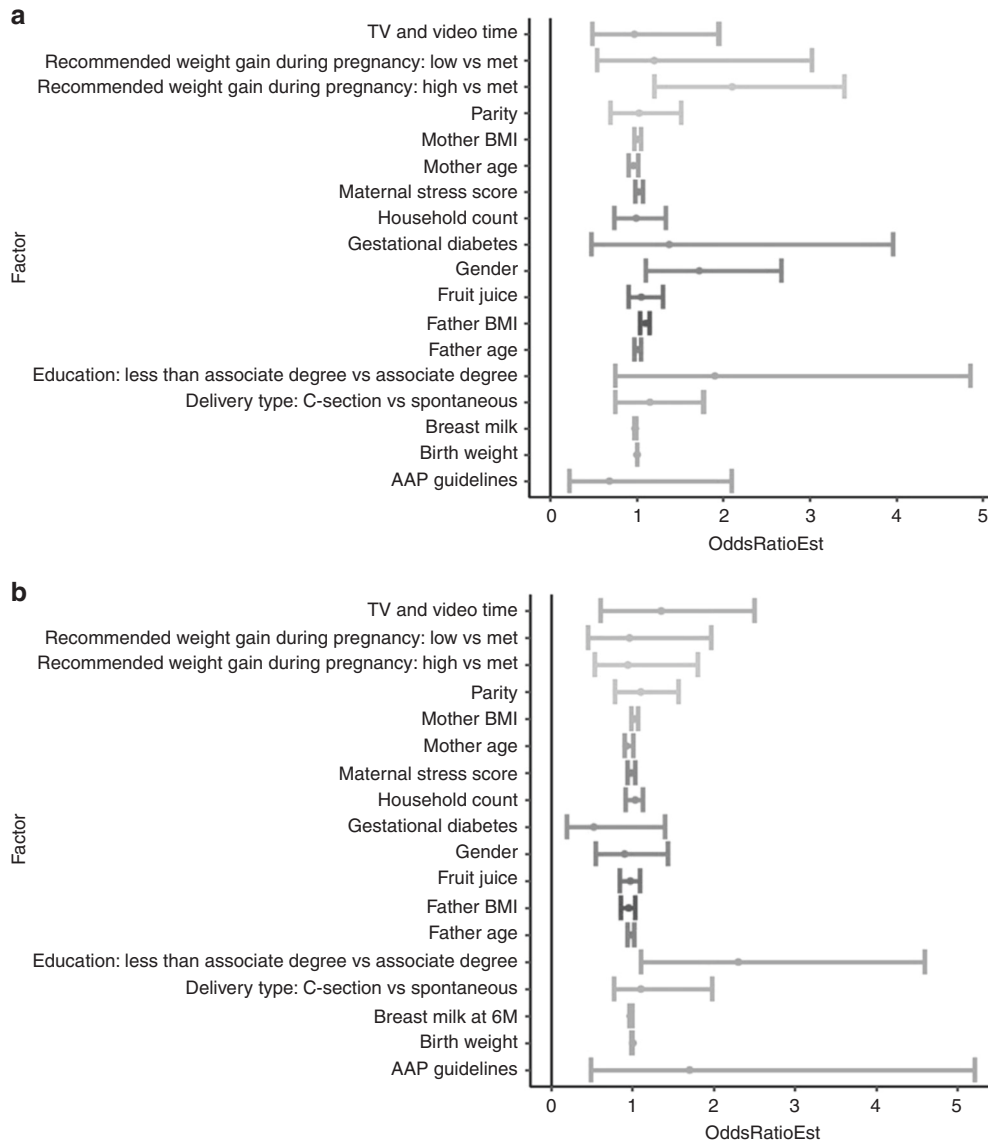 a
TV and video time
Recommended weight gain during pregnancy: low vs met
Recommended weight gain during pregnancy: high vs met
Parity
Mother BMI
Mother age
Maternal stress score
Household count
Gestational diabetes
Gender
Fruit juice
Father BMI
Father age
Education: less than associate degree vs associate degree
Delivery type: C-section vs spontaneous
Breast milk
Birth weight
AAP guidelines
Factor
0 1 2 3 4 5
OddsRatioEst
b
TV and video time
Recommended weight gain during pregnancy: low vs met
Recommended weight gain during pregnancy: high vs met
Parity
Mother BMI
Mother age
Maternal stress score
Household count
Gestational diabetes
Gender
Fruit juice
Father BMI
Father age
Education: less than associate degree vs associate degree
Delivery type: C-section vs spontaneous
Breast milk at 6M
Birth weight
AAP guidelines
Factor
0 1 2 3 4 5
OddsRatioEst